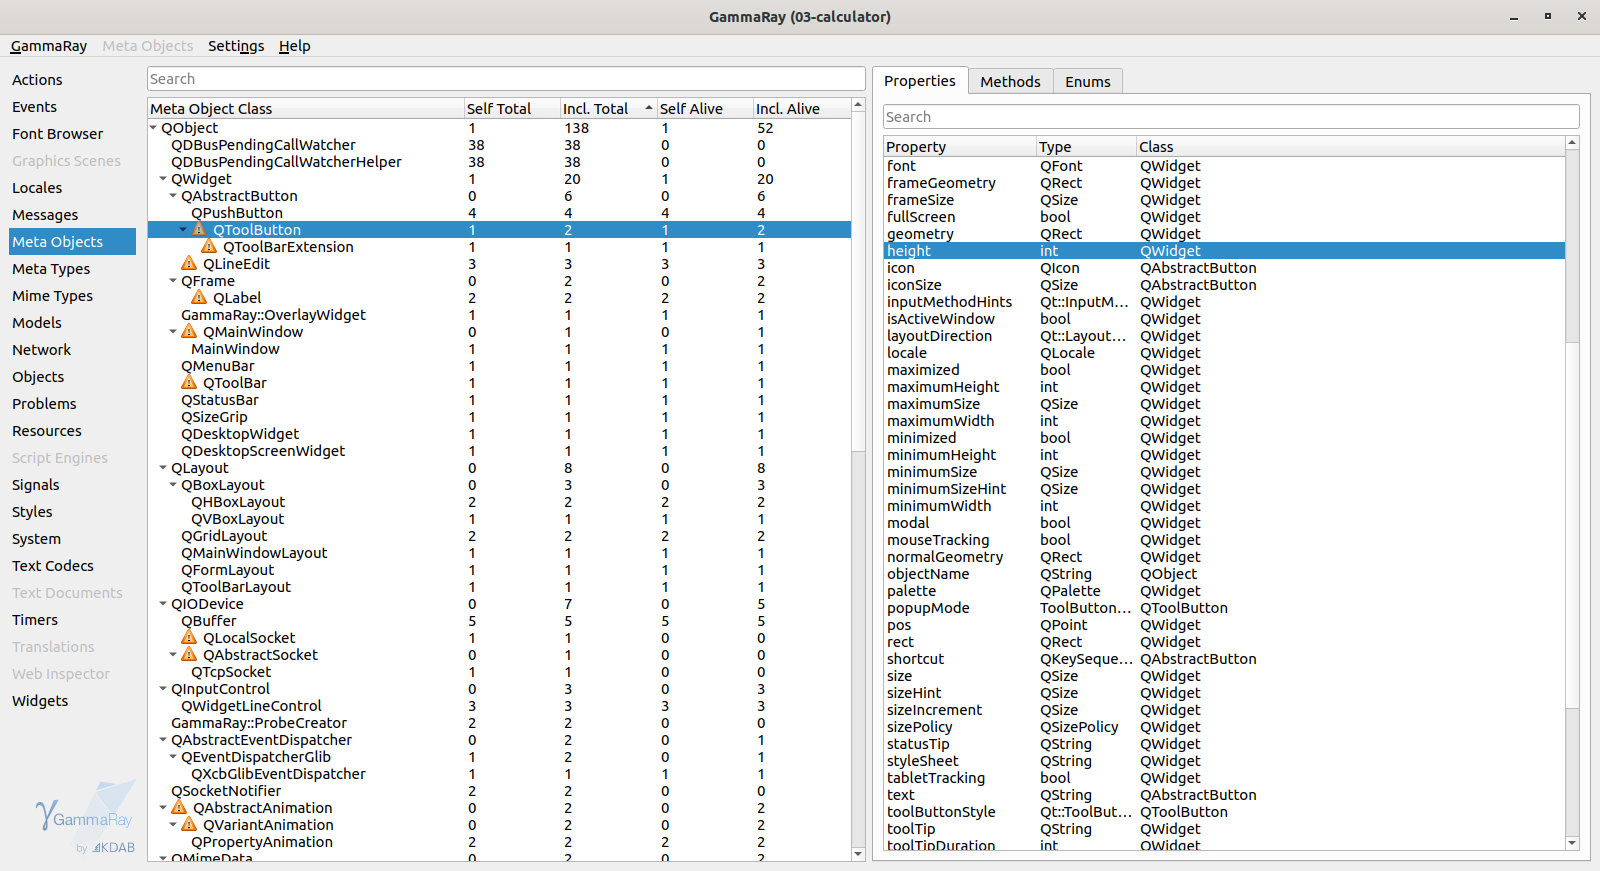 GammaRay (03-calculator)
GammaRay Meta Objects Settings Help
Actions
Events
Font Browser
Graphics Scenes
Locales
Messages
Meta Objects
Meta Types
Mime Types
Models
Network
Objects
Problems
Resources
Script Engines
Signals
Styles
System
Text Codecs
Text Documents
Timers
Translations
Web Inspector
Widgets
γGammaRay
by KDAB
Search
Meta Object Class Self Total Incl. Total Self Alive Incl. Alive
QObject 1 138 1 52
QDBusPendingCallWatcher 38 38 0 0
QDBusPendingCallWatcherHelper 38 38 0 0
QWidget 1 20 1 20
QAbstractButton 0 6 0 6
QPushButton 4 4 4 4
QToolButton 1 2 1 2
QToolBarExtension 1 1 1 1
QLineEdit 3 3 3 3
QFrame 0 2 0 2
QLabel 2 2 2 2
GammaRay::OverlayWidget 1 1 1 1
QMainWindow 0 1 0 1
MainWindow 1 1 1 1
QMenuBar 1 1 1 1
QToolBar 1 1 1 1
QStatusBar 1 1 1 1
QSizeGrip 1 1 1 1
QDesktopWidget 1 1 1 1
QDesktopScreenWidget 1 1 1 1
QLayout 0 8 0 8
QBoxLayout 0 3 0 3
QHBoxLayout 2 2 2 2
QVBoxLayout 1 1 1 1
QGridLayout 2 2 2 2
QMainWindowLayout 1 1 1 1
QFormLayout 1 1 1 1
QToolBarLayout 1 1 1 1
QIODevice 0 7 0 5
QBuffer 5 5 5 5
QLocalSocket 1 1 0 0
QAbstractSocket 0 1 0 0
QTcpSocket 1 1 0 0
QInputControl 0 3 0 3
QWidgetLineControl 3 3 3 3
GammaRay::ProbeCreator 2 2 0 0
QAbstractEventDispatcher 0 2 0 1
QEventDispatcherGlib 1 2 0 1
QXcbGlibEventDispatcher 1 1 1 1
QSocketNotifier 2 2 0 0
QAbstractAnimation 0 2 0 2
QVariantAnimation 0 2 0 2
QPropertyAnimation 2 2 2 2
QMimeData 0 2 0 2
Properties Methods Enums
Search
Property Type Class
font QFont QWidget
frameGeometry QRect QWidget
frameSize QSize QWidget
fullScreen bool QWidget
geometry QRect QWidget
height int QWidget
icon QIcon QAbstractButton
iconSize QSize QAbstractButton
inputMethodHints Qt::InputM... QWidget
isActiveWindow bool QWidget
layoutDirection Qt::Layout... QWidget
locale QLocale QWidget
maximized bool QWidget
maximumHeight int QWidget
maximumSize QSize QWidget
maximumWidth int QWidget
minimized bool QWidget
minimumHeight int QWidget
minimumSize QSize QWidget
minimumSizeHint QSize QWidget
minimumWidth int QWidget
modal bool QWidget
mouseTracking bool QWidget
normalGeometry QRect QWidget
objectName QString QObject
palette QPalette QWidget
popupMode ToolButton... QToolButton
pos QPoint QWidget
rect QRect QWidget
shortcut QKeySeque... QAbstractButton
size QSize QWidget
sizeHint QSize QWidget
sizeIncrement QSize QWidget
sizePolicy QSizePolicy QWidget
statusTip QString QWidget
styleSheet QString QWidget
tabletTracking bool QWidget
text QString QAbstractButton
toolButtonStyle Qt::ToolBut... QToolButton
toolTip QString QWidget
toolTipDuration int QWidget